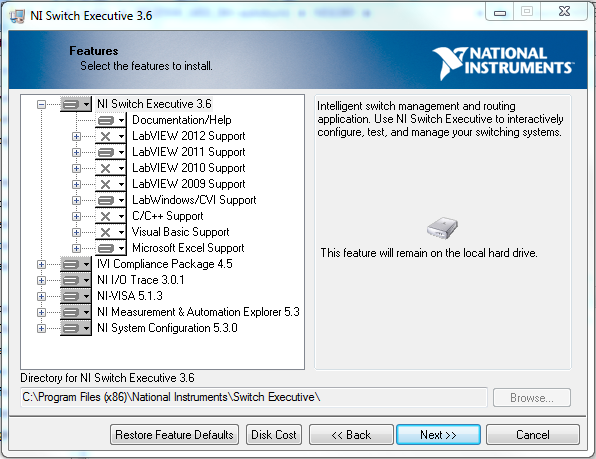 NI Switch Executive 3.6
Features
Select the features to install.
NATIONAL
INSTRUMENTS™
NI Switch Executive 3.6
Documentation/Help
LabVIEW 2012 Support
LabVIEW 2011 Support
LabVIEW 2010 Support
LabVIEW 2009 Support
LabWindows/CVI Support
C/C++ Support
Visual Basic Support
Microsoft Excel Support
IVI Compliance Package 4.5
NI I/O Trace 3.0.1
NI-VISA 5.1.3
NI Measurement & Automation Explorer 5.3
NI System Configuration 5.3.0
Intelligent switch management and routing
application. Use NI Switch Executive to interactively
configure, test, and manage your switching systems.
This feature will remain on the local hard drive.
Directory for NI Switch Executive 3.6
C:\Program Files (x86)\National Instruments\Switch Executive\
Browse...
Restore Feature Defaults
Disk Cost
<< Back
Next >>
Cancel